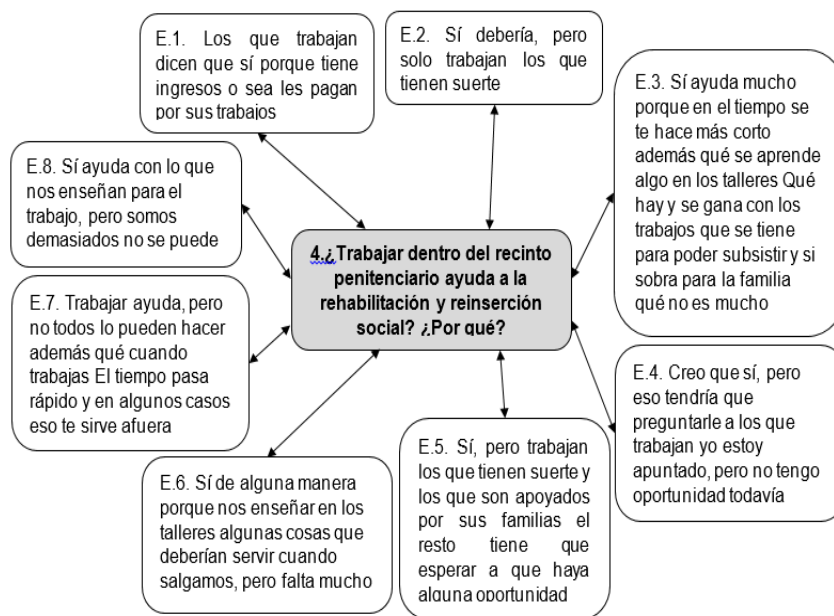 E.1. Los que trabajan
dicen que sí porque tiene
ingresos o sea les pagan
por sus trabajos
E.2. Sí debería, pero
solo trabajan los que
tienen suerte
E.3. Sí ayuda mucho
porque en el tiempo se
te hace más corto
además qué se aprende
algo en los talleres Qué
hay y se gana con los
trabajos que se tiene
para poder subsistir y si
sobra para la familia
qué no es mucho
E.8. Sí ayuda con lo que
nos enseñan para el
trabajo, pero somos
demasiados no se puede
4.¿Trabajar dentro del recinto
penitenciario ayuda a la
rehabilitación y reinserción
social? ¿Por qué?
E.7. Trabajar ayuda, pero
no todos lo pueden hacer
además qué cuando
trabajas El tiempo pasa
rápido y en algunos casos
eso te sirve afuera
E.4. Creo que sí, pero
eso tendría que
preguntarle a los que
trabajan yo estoy
apuntado, pero no tengo
oportunidad todavía
E.6. Sí de alguna manera
porque nos enseñar en los
talleres algunas cosas que
deberían servir cuando
salgamos, pero falta mucho
E.5. Sí, pero trabajan
los que tienen suerte y
los que son apoyados
por sus familias el
resto tiene que
esperar a que haya
alguna oportunidad